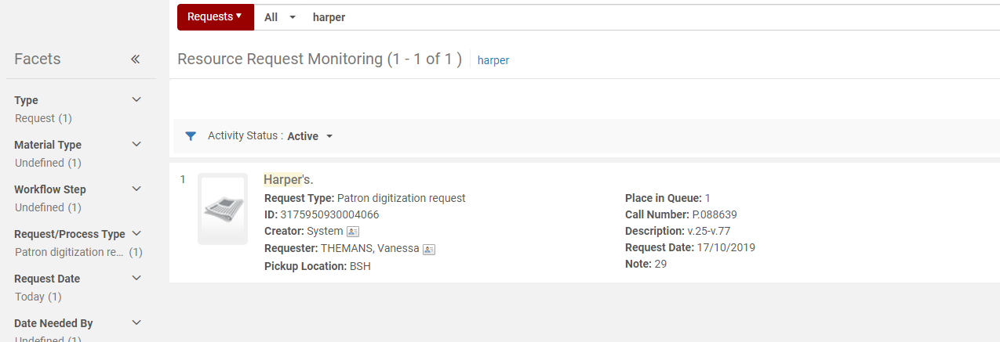 Requests All harper
Facets
Resource Request Monitoring (1 - 1 of 1 ) harper
Type
Request (1)
Material Type
Undefined (1)
Workflow Step
Undefined (1)
Request/Process Type
Patron digitization re... (1)
Request Date
Today (1)
Date Needed By
Undefined (1)
Activity Status : Active
1 Harper's.
Request Type: Patron digitization request
ID: 3175950930004066
Creator: System
Requester: THEMANS, Vanessa
Pickup Location: BSH
Place in Queue: 1
Call Number: P.088639
Description: v.25-v.77
Request Date: 17/10/2019
Note: 29